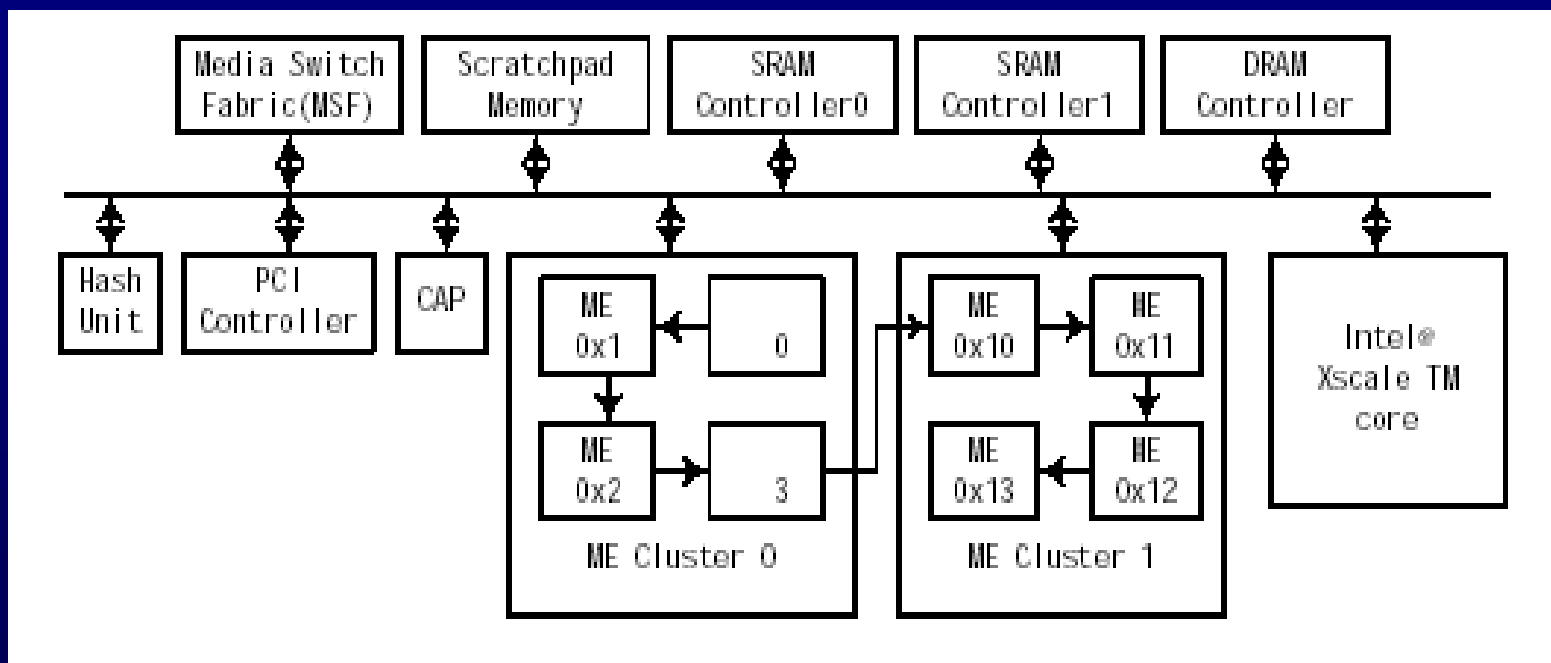 Media Switch
Fabric(MSF)
Scratchpad
Memory
SRAM
Controller0
SRAM
Controller1
DRAM
Controller
Hash
Unit
PCI
Controller
CAP
ME
0x1
0
ME
0x2
3
ME Cluster 0
ME
0x10
ME
0x11
ME
0x13
ME
0x12
ME Cluster 1
Intel®
Xscale TM
core